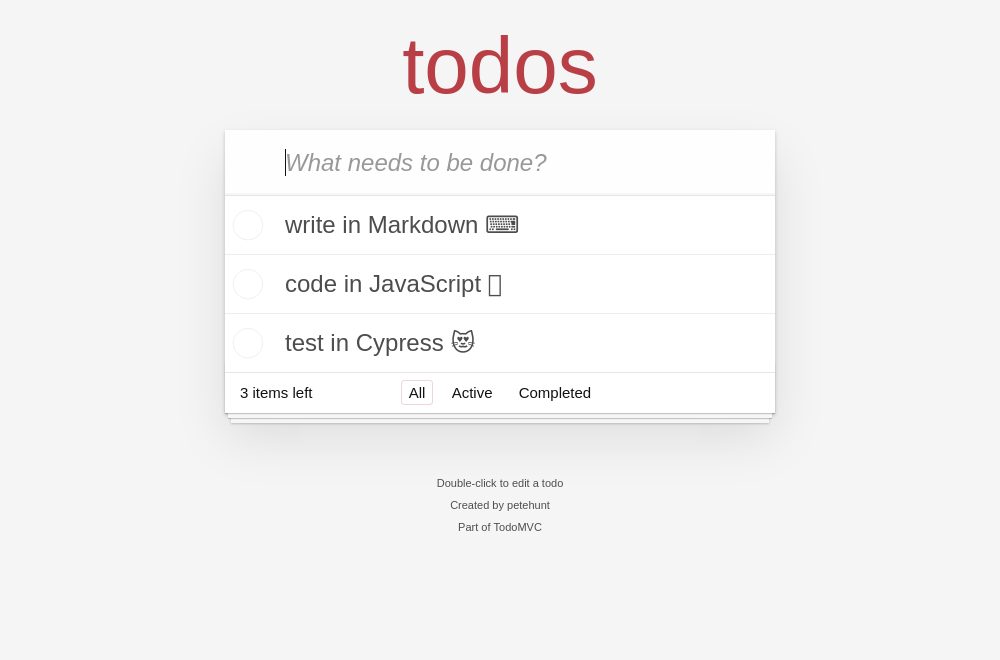 todos
What needs to be done?
write in Markdown ⌨
code in JavaScript
test in Cypress 😻
3 items left All Active Completed
Double-click to edit a todo
Created by petehunt
Part of TodoMVC